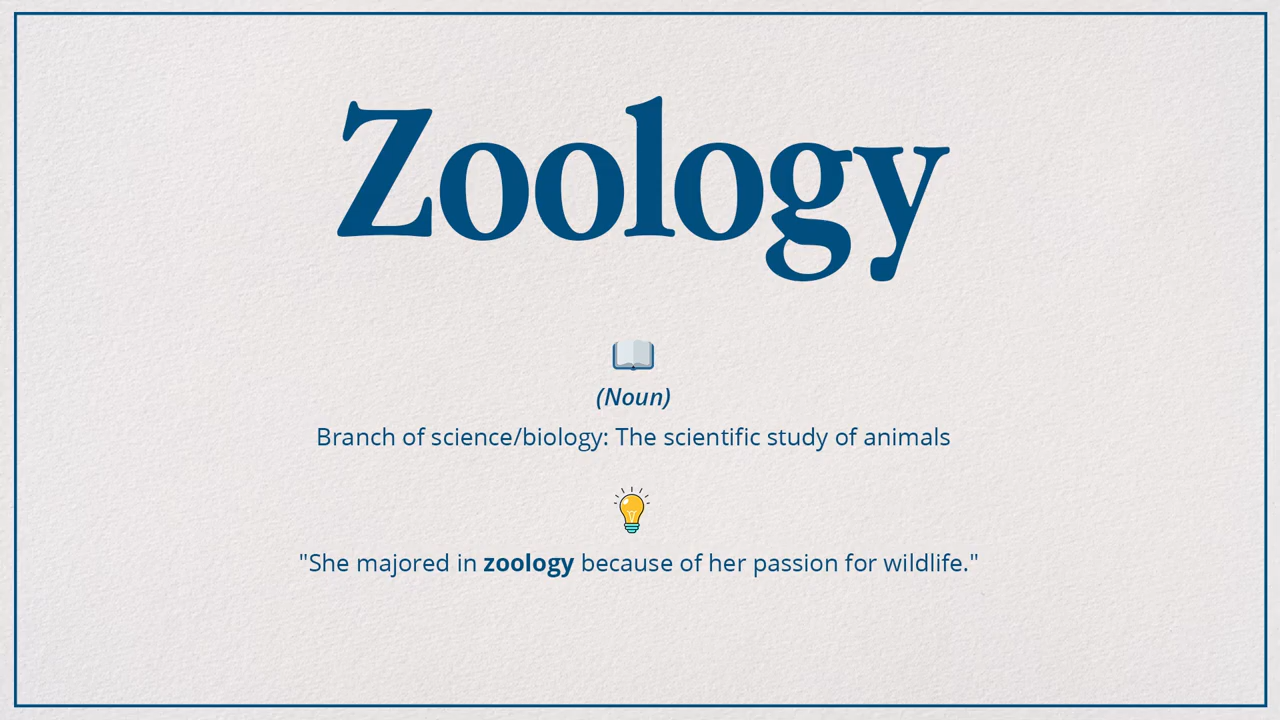 Zoology
(Noun)
Branch of science/biology: The scientific study of animals
"She majored in zoology because of her passion for wildlife."